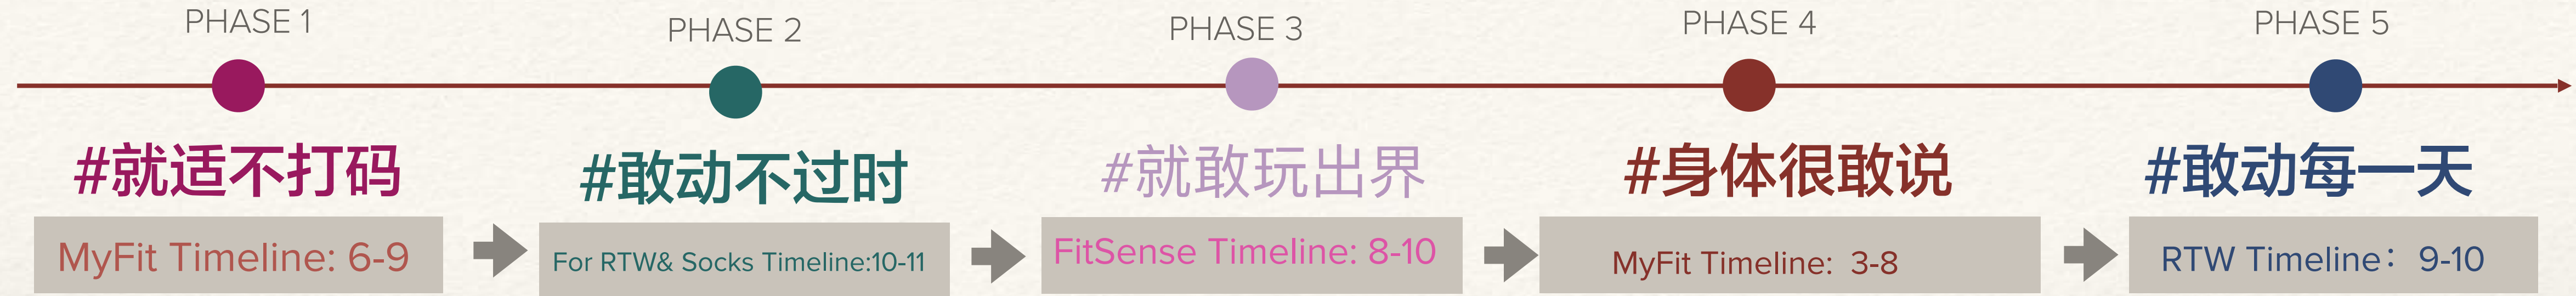 PHASE 1
PHASE 2
PHASE 3
PHASE 4
PHASE 5
#就适不打码
#敢动不过时
#就敢玩出界
#身体很敢说
#敢动每一天
MyFit Timeline: 6-9
For RTW& Socks Timeline:10-11
FitSense Timeline: 8-10
MyFit Timeline: 3-8
RTW Timeline：9-10